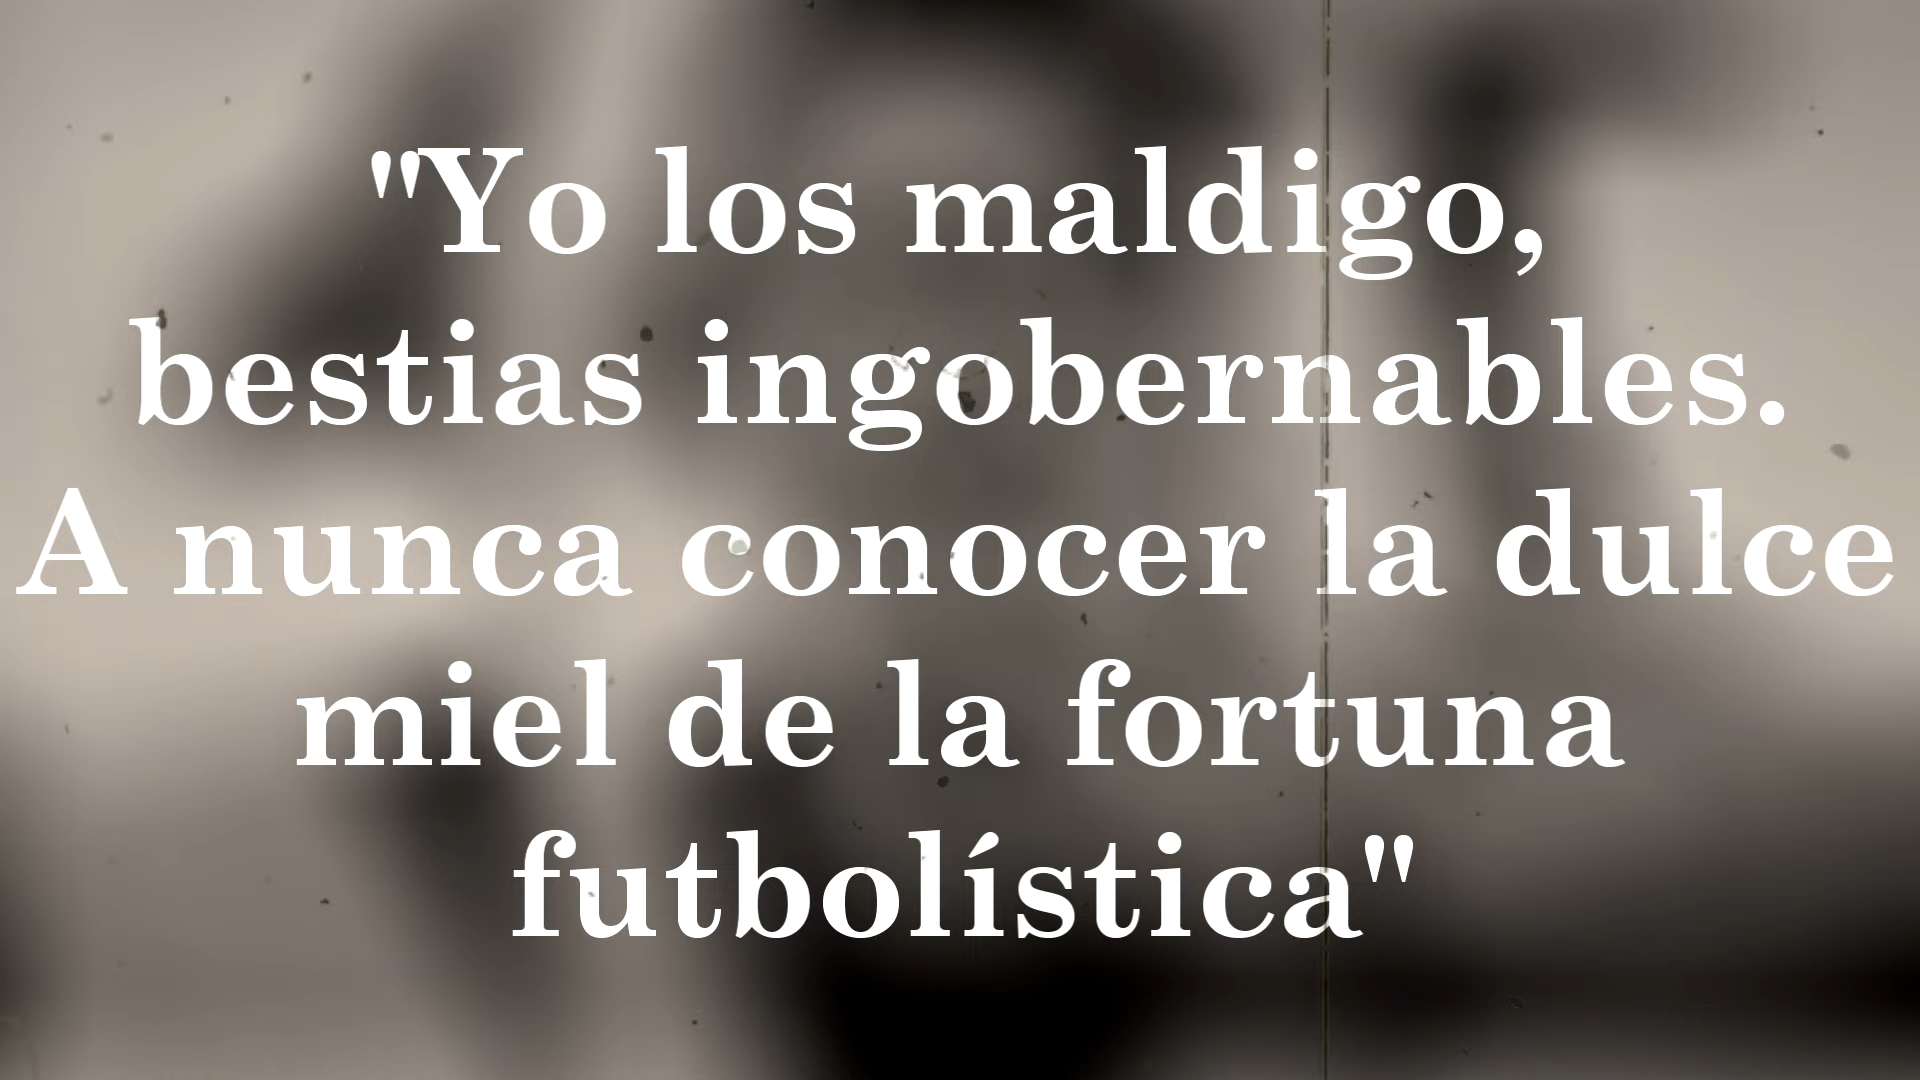 "Yo los maldigo,
bestias ingobernables.
A nunca conocer la dulce
miel de la fortuna
futbolística"